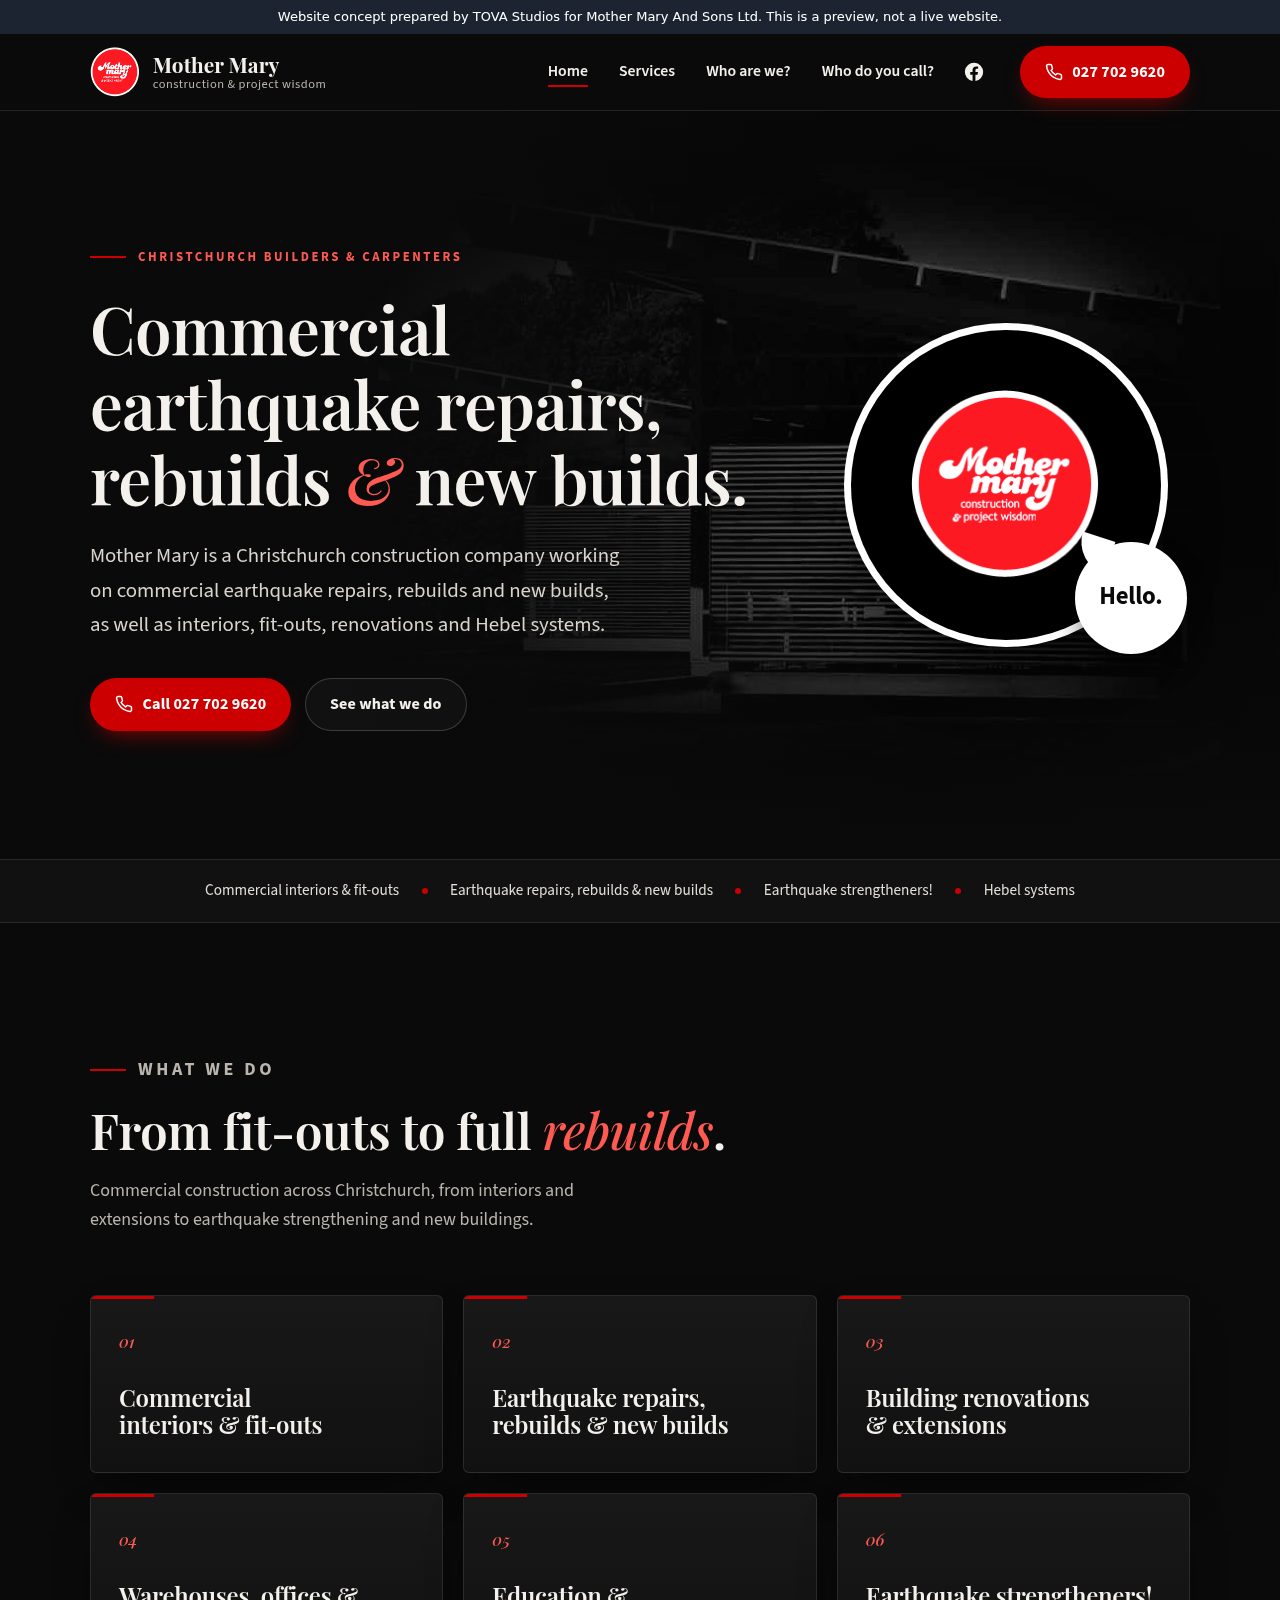 Website concept prepared by TOVA Studios for Mother Mary And Sons Ltd. This is a preview, not a live website.
Mother mary
Mother Mary
construction & project wisdom
Home
Services
Who are we?
Who do you call?
027 702 9620
CHRISTCHURCH BUILDERS & CARPENTERS
Commercial
earthquake repairs,
rebuilds & new builds.
Mother Mary is a Christchurch construction company working
on commercial earthquake repairs, rebuilds and new builds,
as well as interiors, fit-outs, renovations and Hebel systems.
Call 027 702 9620
See what we do
Mother
mary
construction
& project wisdom
Hello.
Commercial interiors & fit-outs
Earthquake repairs, rebuilds & new builds
Earthquake strengtheners!
Hebel systems
WHAT WE DO
From fit-outs to full rebuilds.
Commercial construction across Christchurch, from interiors and
extensions to earthquake strengthening and new buildings.
01
Commercial
interiors & fit-outs
02
Earthquake repairs,
rebuilds & new builds
03
Building renovations
& extensions
04
Warehouses, offices &
05
Education &
06
Earthquake strengtheners!